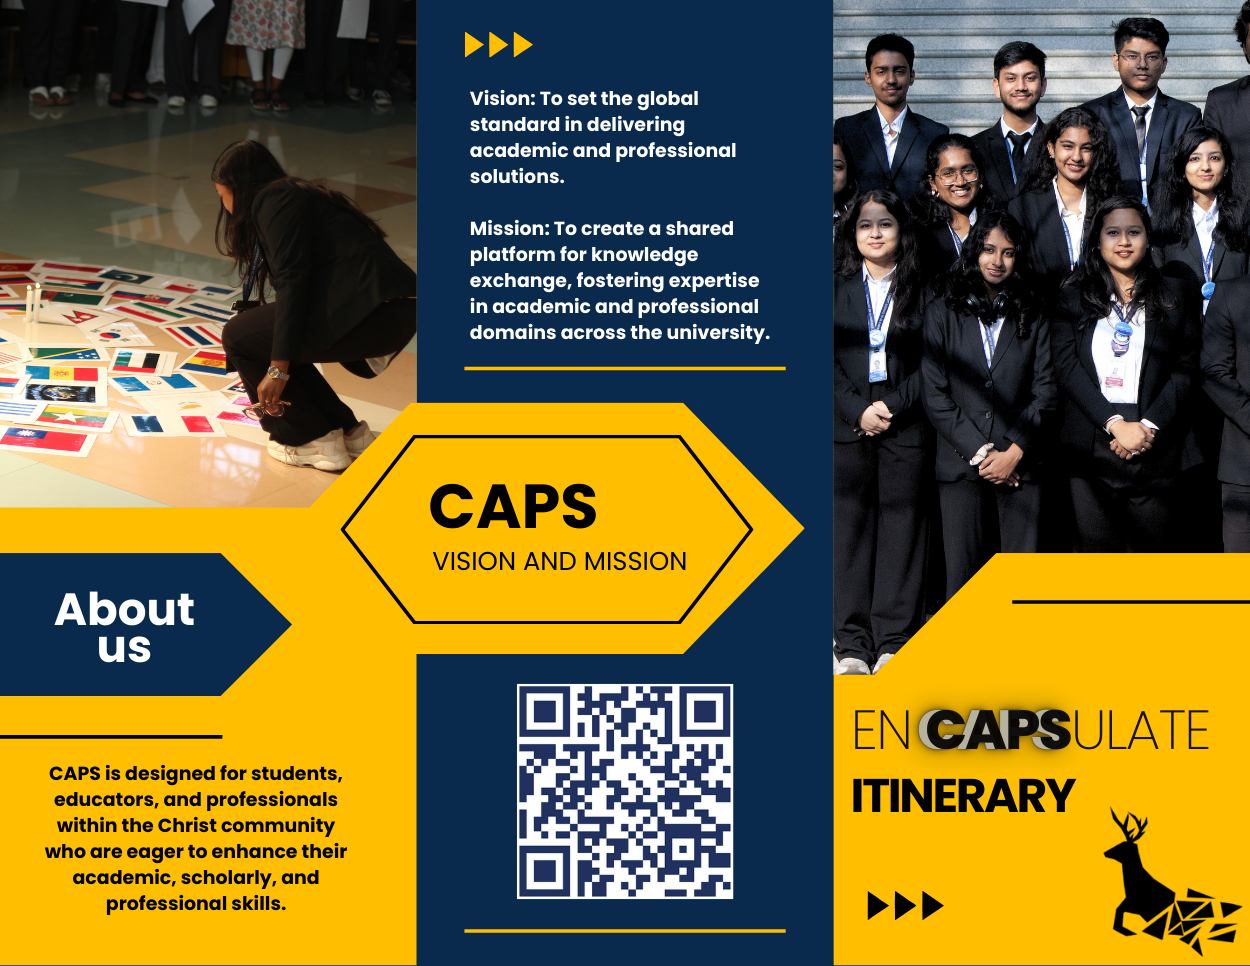 About
us
CAPS is designed for students,
educators, and professionals
within the Christ community
who are eager to enhance their
academic, scholarly, and
professional skills.
Vision: To set the global
standard in delivering
academic and professional
solutions.
Mission: To create a shared
platform for knowledge
exchange, fostering expertise
in academic and professional
domains across the university.
CAPS
VISION AND MISSION
EN CAPSULATE
ITINERARY